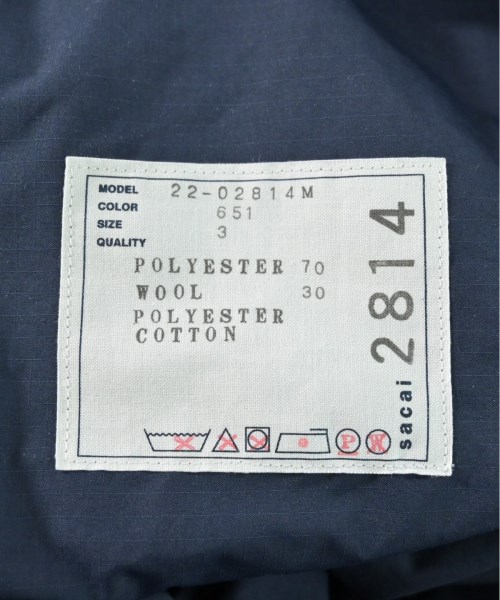 MODEL 22-02814M
COLOR 651
SIZE 3
QUALITY
POLYESTER 70
WOOL 30
POLYESTER
COTTON
P W
sacai 2814